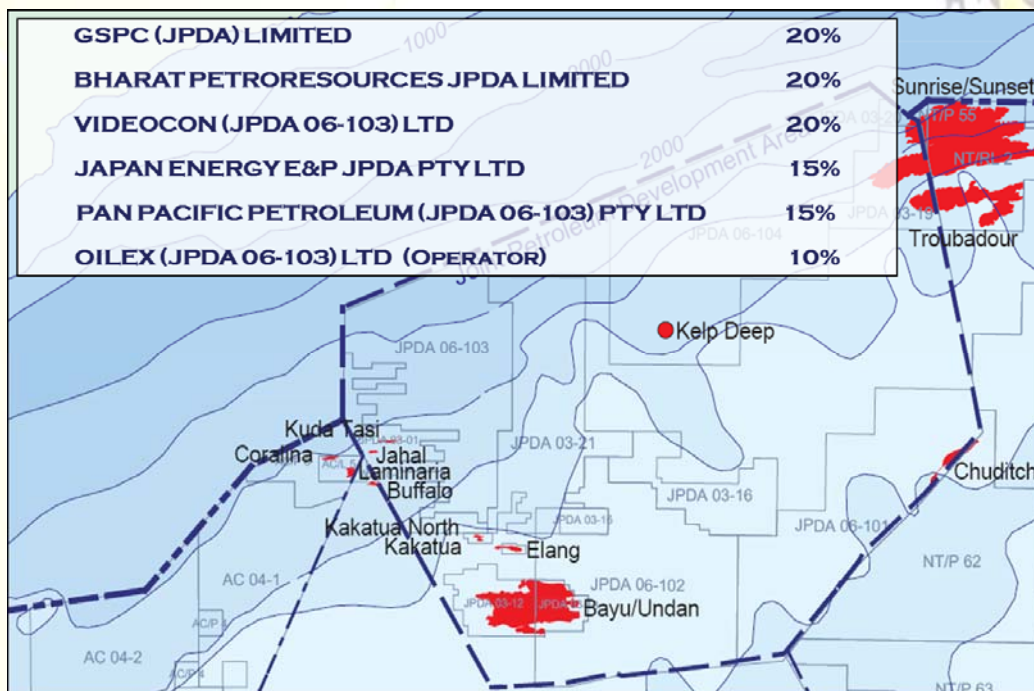 GSPC (JPDA) LIMITED 20%
BHARAT PETRORESOURCES JPDA LIMITED 20%
VIDEOCON (JPDA 06-103) LTD 20%
JAPAN ENERGY E&P JPDA PTY LTD 15%
PAN PACIFIC PETROLEUM (JPDA 06-103) PTY LTD 15%
OILEX (JPDA 06-103) LTD (OPERATOR) 10%
1000
2000
2000
Joint Petroleum Development Area
Sunrise/Sunset
NT/P 55
NT/RL 2
JPDA 03-19
Troubadour
JPDA 06-104
Kelp Deep
JPDA 06-103
Kuda Tasi
JPDA 03-01
Coralina
Jahal
AC/L 5
Laminaria
Buffalo
JPDA 03-21
Chuditch
JPDA 03-16
Kakatua North
JPDA 03-15
JPDA 06-101
Kakatua
Elang
NT/P 62
AC 04-1
JPDA 06-102
JPDA 03-12
Bayu/Undan
AC 04-2
NT/P 63